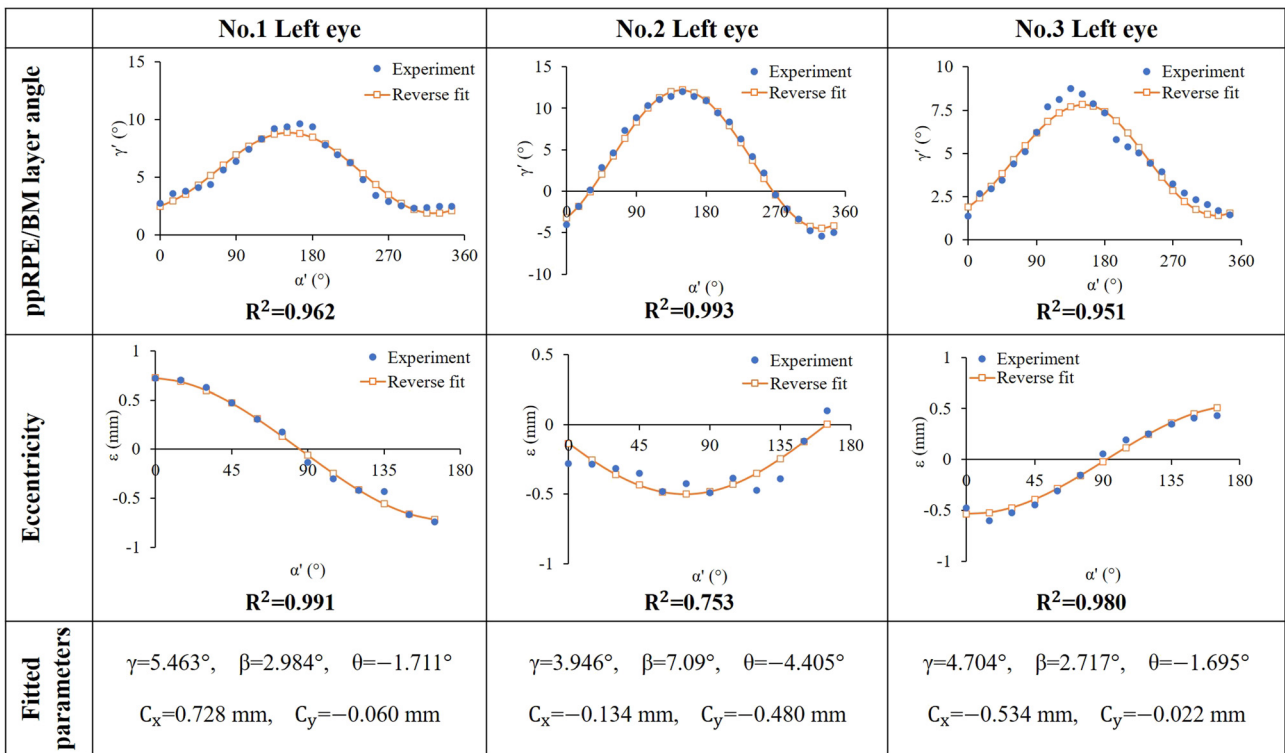 No.1 Left eye
No.2 Left eye
No.3 Left eye
ppRPE/BM layer angle
15
10
5
0
0
90
180
270
360
γ' (°)
α' (°)
Experiment
Reverse fit
R²=0.962
15
10
5
0
-5
-10
0
90
180
270
360
γ' (°)
α' (°)
Experiment
Reverse fit
R²=0.993
10
7.5
5
2.5
0
0
90
180
270
360
γ' (°)
α' (°)
Experiment
Reverse fit
R²=0.951
Eccentricity
1
0.5
0
-0.5
-1
0
45
90
135
180
ε (mm)
α' (°)
Experiment
Reverse fit
R²=0.991
0.5
0
-0.5
-1
0
45
90
135
180
ε (mm)
α' (°)
Experiment
Reverse fit
R²=0.753
1
0.5
0
-0.5
-1
0
45
90
135
180
ε (mm)
α' (°)
Experiment
Reverse fit
R²=0.980
Fitted
parameters
γ=5.463°, β=2.984°, θ=−1.711°
Cₓ=0.728 mm, C_y=−0.060 mm
γ=3.946°, β=7.09°, θ=−4.405°
Cₓ=−0.134 mm, C_y=−0.480 mm
γ=4.704°, β=2.717°, θ=−1.695°
Cₓ=−0.534 mm, C_y=−0.022 mm